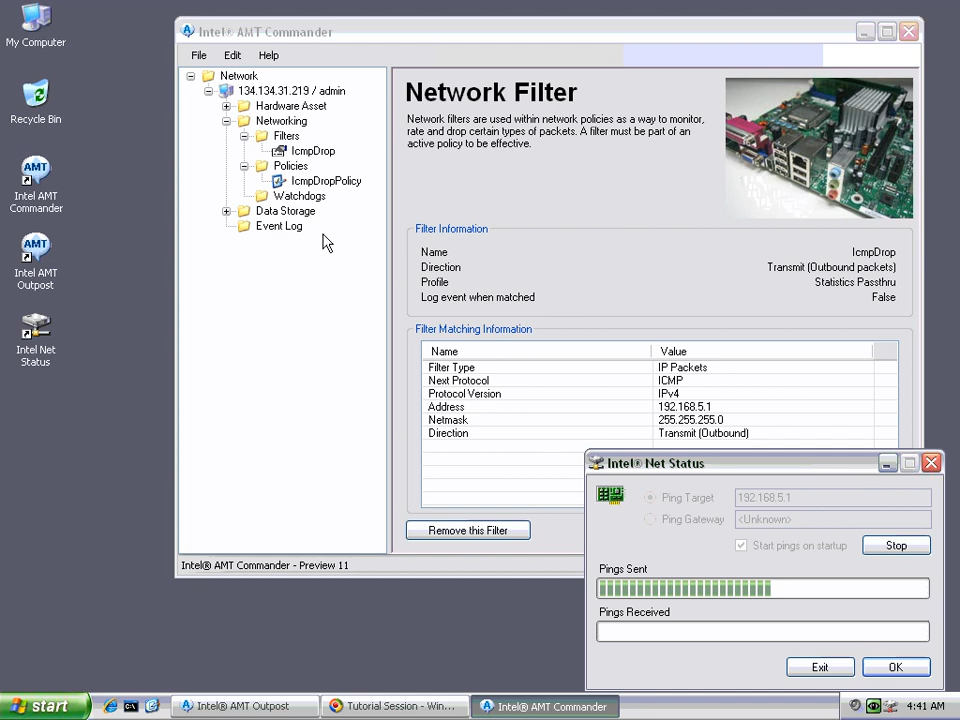 My Computer
Recycle Bin
AMT
Intel AMT
Commander
AMT
Intel AMT
Outpost
Intel Net
Status
Intel® AMT Commander
File Edit Help
Network
134.134.31.219 / admin
Hardware Asset
Networking
Filters
IcmpDrop
Policies
IcmpDropPolicy
Watchdogs
Data Storage
Event Log
Network Filter
Network filters are used within network policies as a way to monitor,
rate and drop certain types of packets. A filter must be part of an
active policy to be effective.
Filter Information
Name IcmpDrop
Direction Transmit (Outbound packets)
Profile Statistics Passthru
Log event when matched False
Filter Matching Information
Name Value
Filter Type IP Packets
Next Protocol ICMP
Protocol Version IPv4
Address 192.168.5.1
Netmask 255.255.255.0
Direction Transmit (Outbound)
Remove this Filter
Intel® AMT Commander - Preview 11
Intel® Net Status
Ping Target 192.168.5.1
Ping Gateway <Unknown>
Start pings on startup Stop
Pings Sent
Pings Received
Exit OK
start Intel® AMT Outpost Tutorial Session - Win... Intel® AMT Commander 4:41 AM